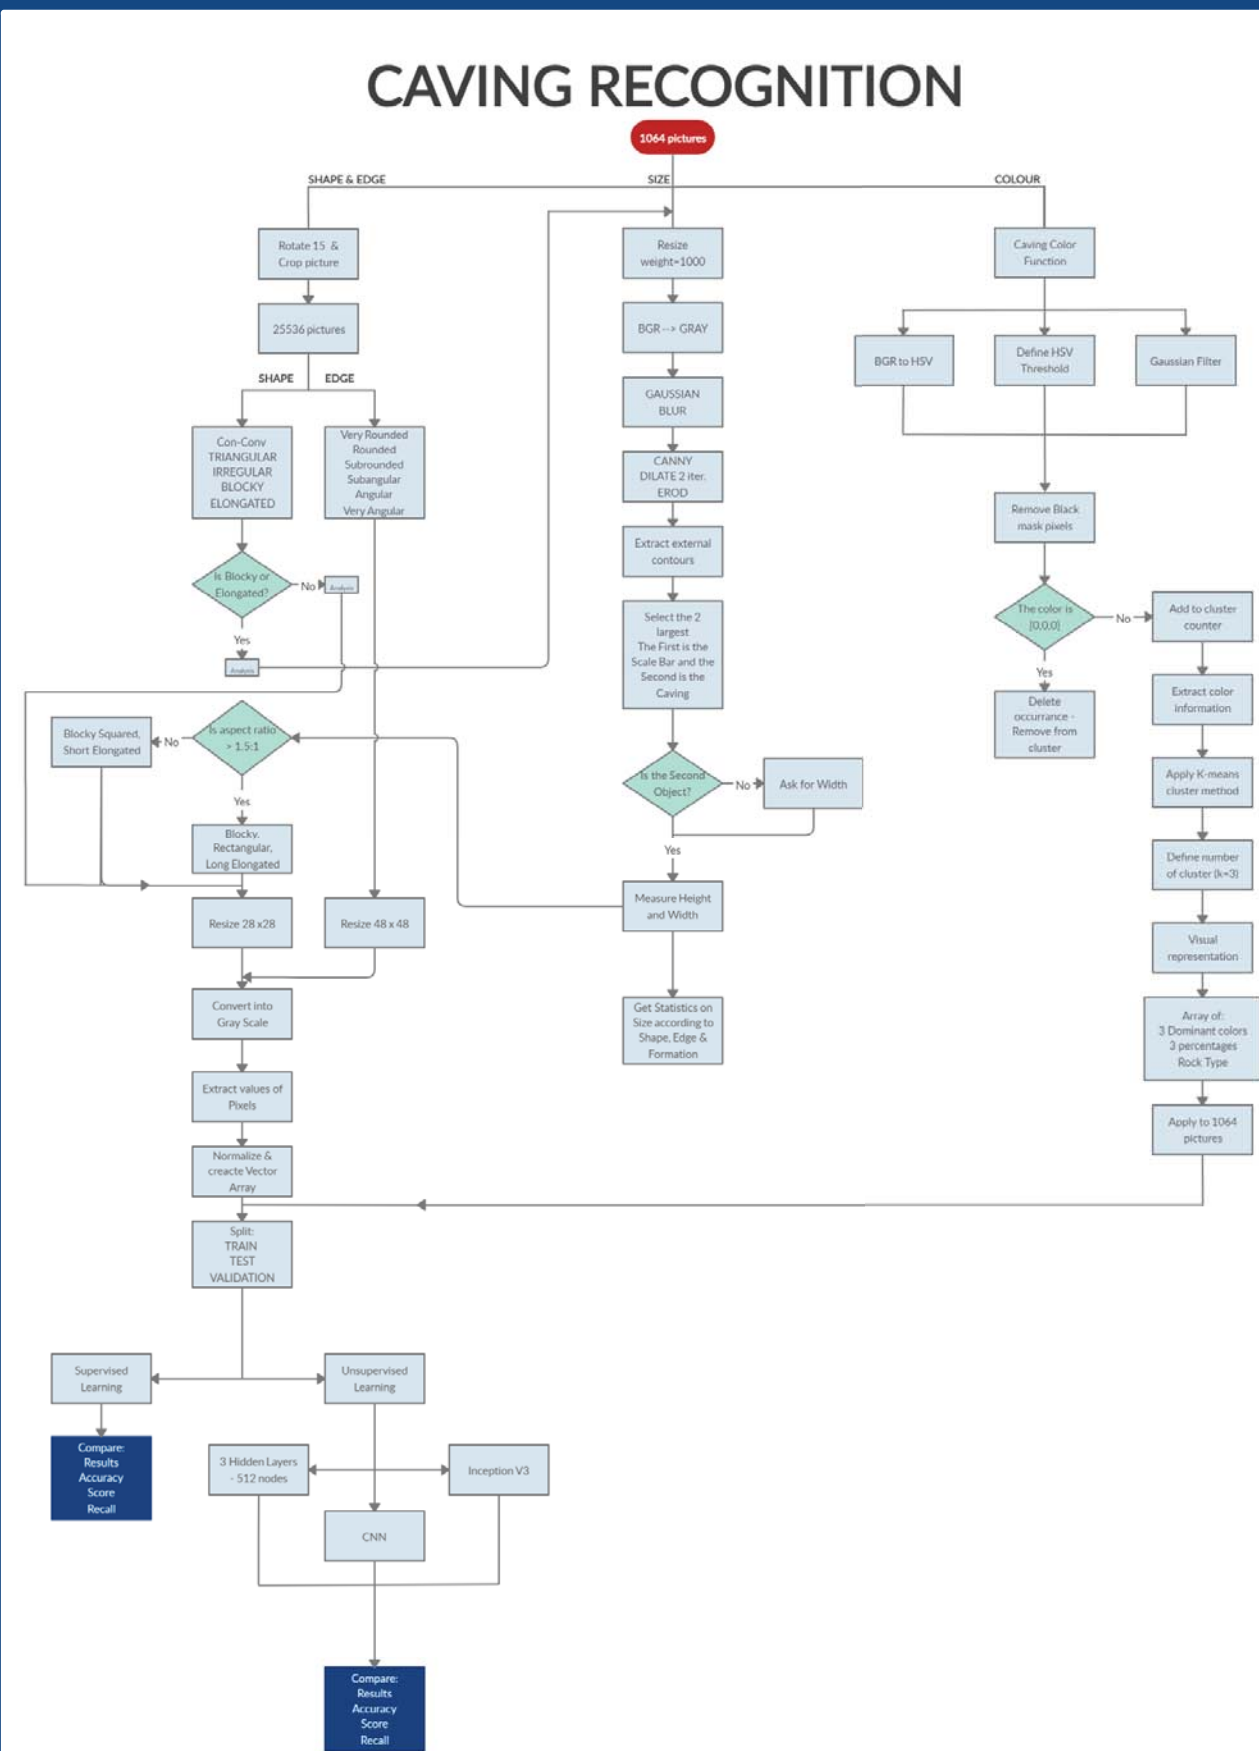 CAVING RECOGNITION
1064 pictures
SHAPE & EDGE
SIZE
COLOUR
Rotate 15 &
Crop picture
25536 pictures
SHAPE
EDGE
Con-Conv
TRIANGULAR
IRREGULAR
BLOCKY
ELONGATED
Very Rounded
Rounded
Subrounded
Subangular
Angular
Very Angular
Is Blocky or
Elongated?
No
Analysis
Yes
Analysis
Is aspect ratio
> 1.5:1
No
Blocky Squared,
Short Elongated
Yes
Blocky.
Rectangular,
Long Elongated
Resize 28 x28
Resize 48 x 48
Convert into
Gray Scale
Extract values of
Pixels
Normalize &
creacte Vector
Array
Split:
TRAIN
TEST
VALIDATION
Supervised
Learning
Compare:
Results
Accuracy
Score
Recall
Unsupervised
Learning
3 Hidden Layers
- 512 nodes
Inception V3
CNN
Compare:
Results
Accuracy
Score
Recall
Resize
weight=1000
BGR --> GRAY
GAUSSIAN
BLUR
CANNY
DILATE 2 iter.
EROD
Extract external
contours
Select the 2
largest
The First is the
Scale Bar and the
Second is the
Caving
Is the Second
Object?
No
Ask for Width
Yes
Measure Height
and Width
Get Statistics on
Size according to
Shape, Edge &
Formation
Caving Color
Function
BGR to HSV
Define HSV
Threshold
Gaussian Filter
Remove Black
mask pixels
The color is
[0,0,0]
No
Yes
Delete
occurrance -
Remove from
cluster
Add to cluster
counter
Extract color
information
Apply K-means
cluster method
Define number
of cluster (k=3)
Visual
representation
Array of:
3 Dominant colors
3 percentages
Rock Type
Apply to 1064
pictures